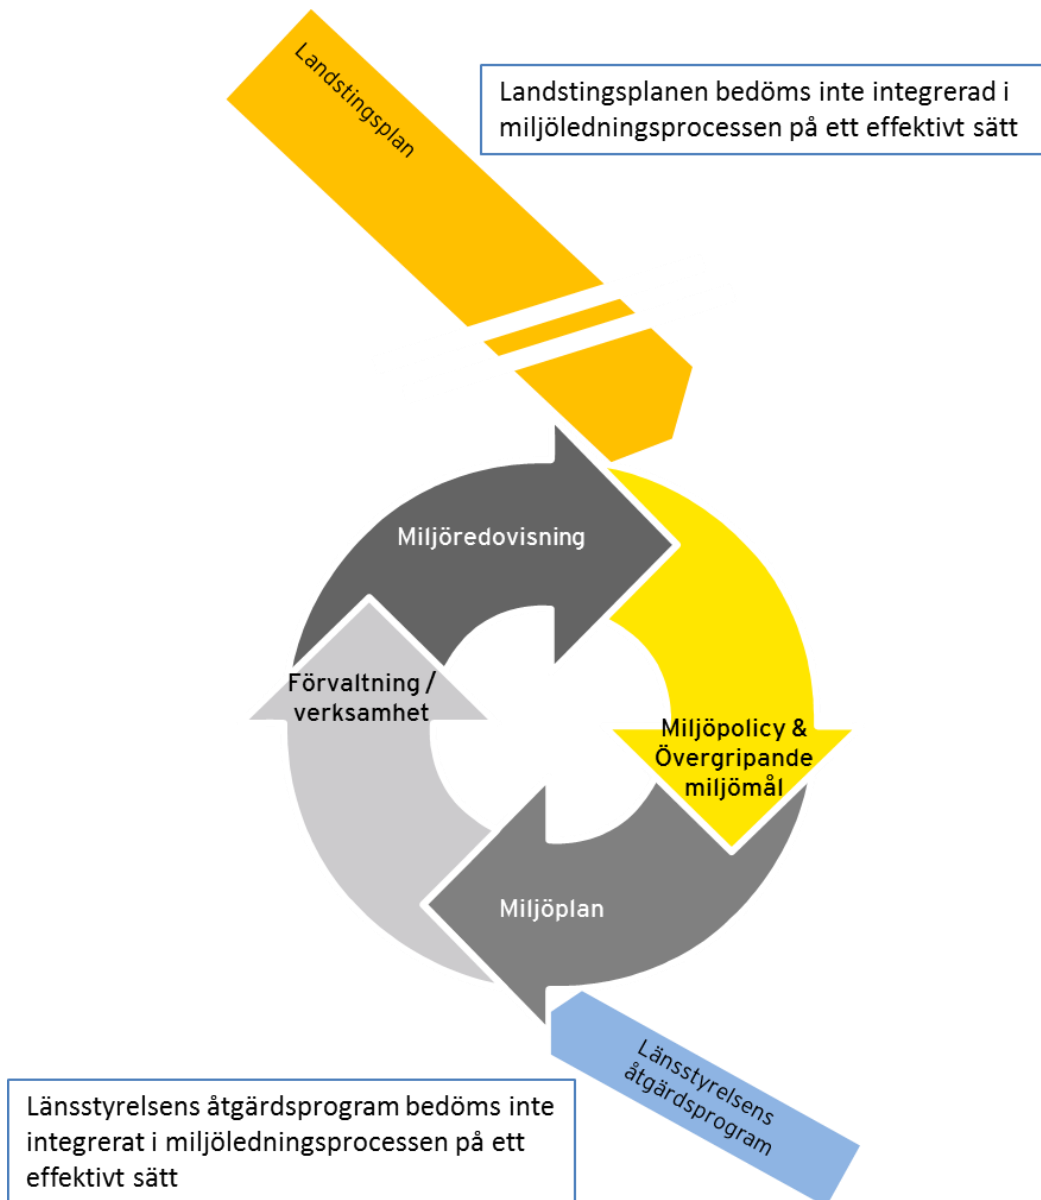 Landstingsplan
Landstingsplanen bedöms inte integrerad i
miljöledningsprocessen på ett effektivt sätt
Miljöredovisning
Förvaltning /
verksamhet
Miljöpolicy &
Övergripande
miljömål
Miljöplan
Länsstyrelsens
åtgärdsprogram
Länsstyrelsens åtgärdsprogram bedöms inte
integrerat i miljöledningsprocessen på ett
effektivt sätt